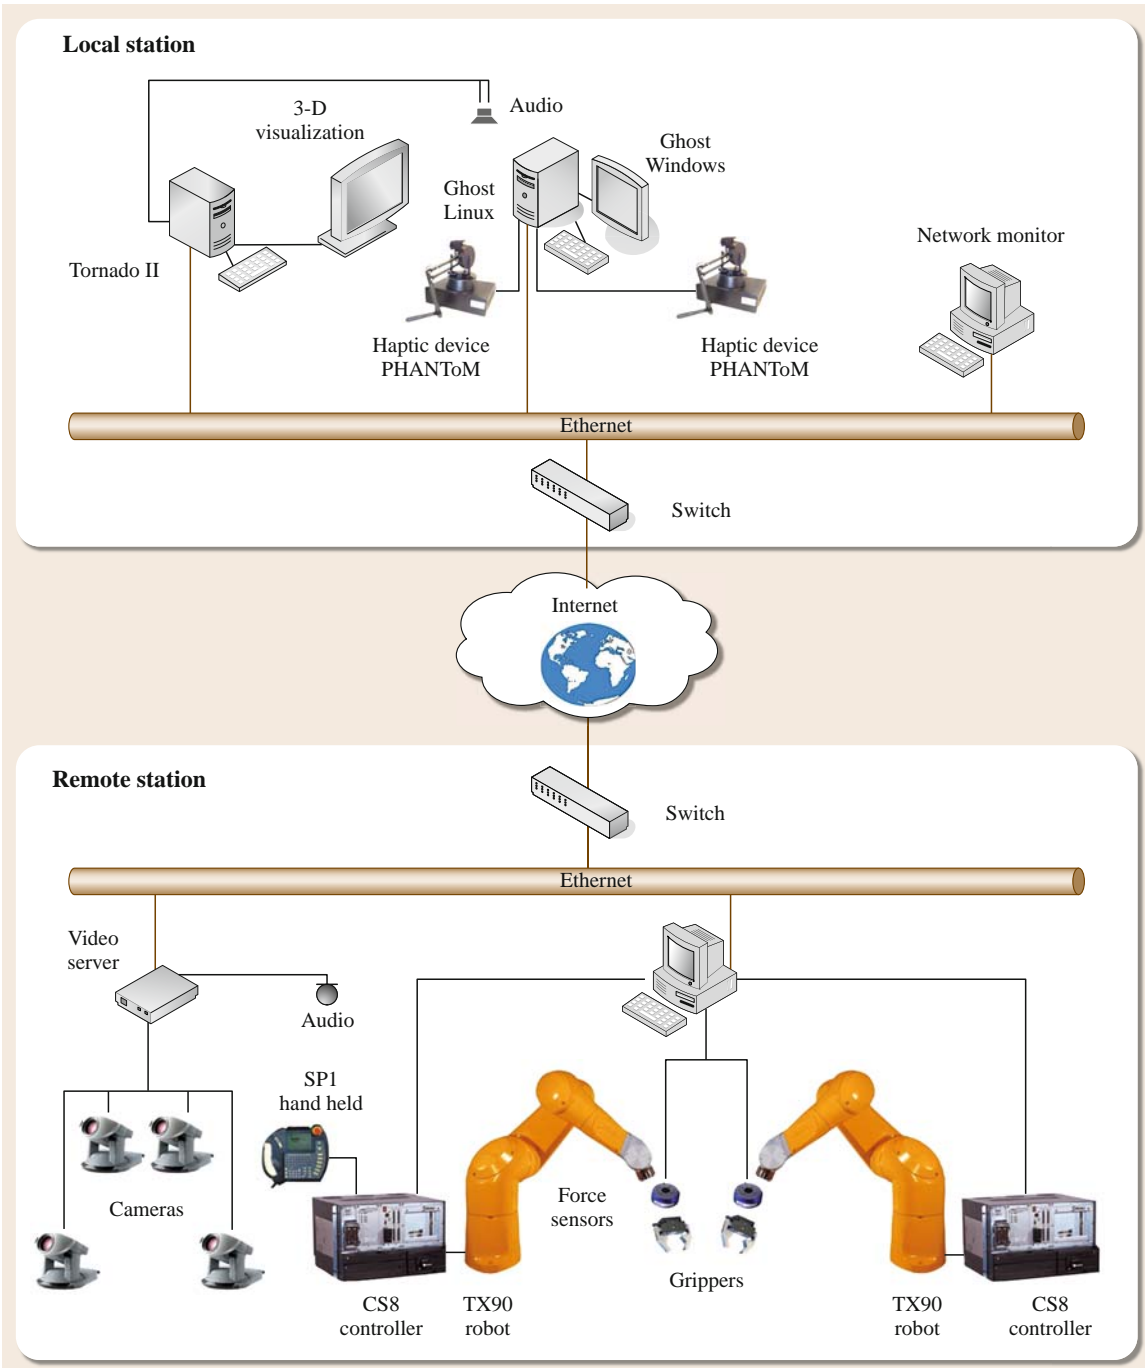 Local station
3-D
visualization
Audio
Ghost
Windows
Ghost
Linux
Network monitor
Tornado II
Haptic device
PHANToM
Haptic device
PHANToM
Ethernet
Switch
Internet
Remote station
Switch
Ethernet
Video
server
Audio
SP1
hand held
Cameras
Force
sensors
Grippers
CS8
controller
TX90
robot
TX90
robot
CS8
controller